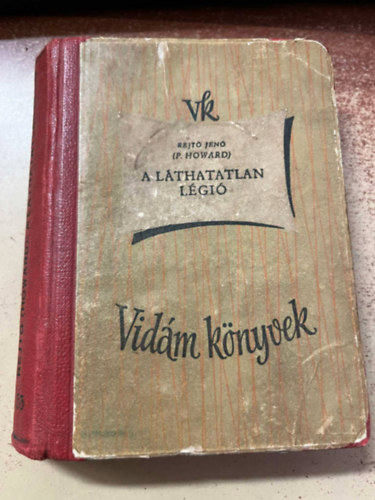 vk
REJTŐ JENŐ
(P. HOWARD)
A LÁTHATATLAN
LÉGIÓ
Vidám könyvek